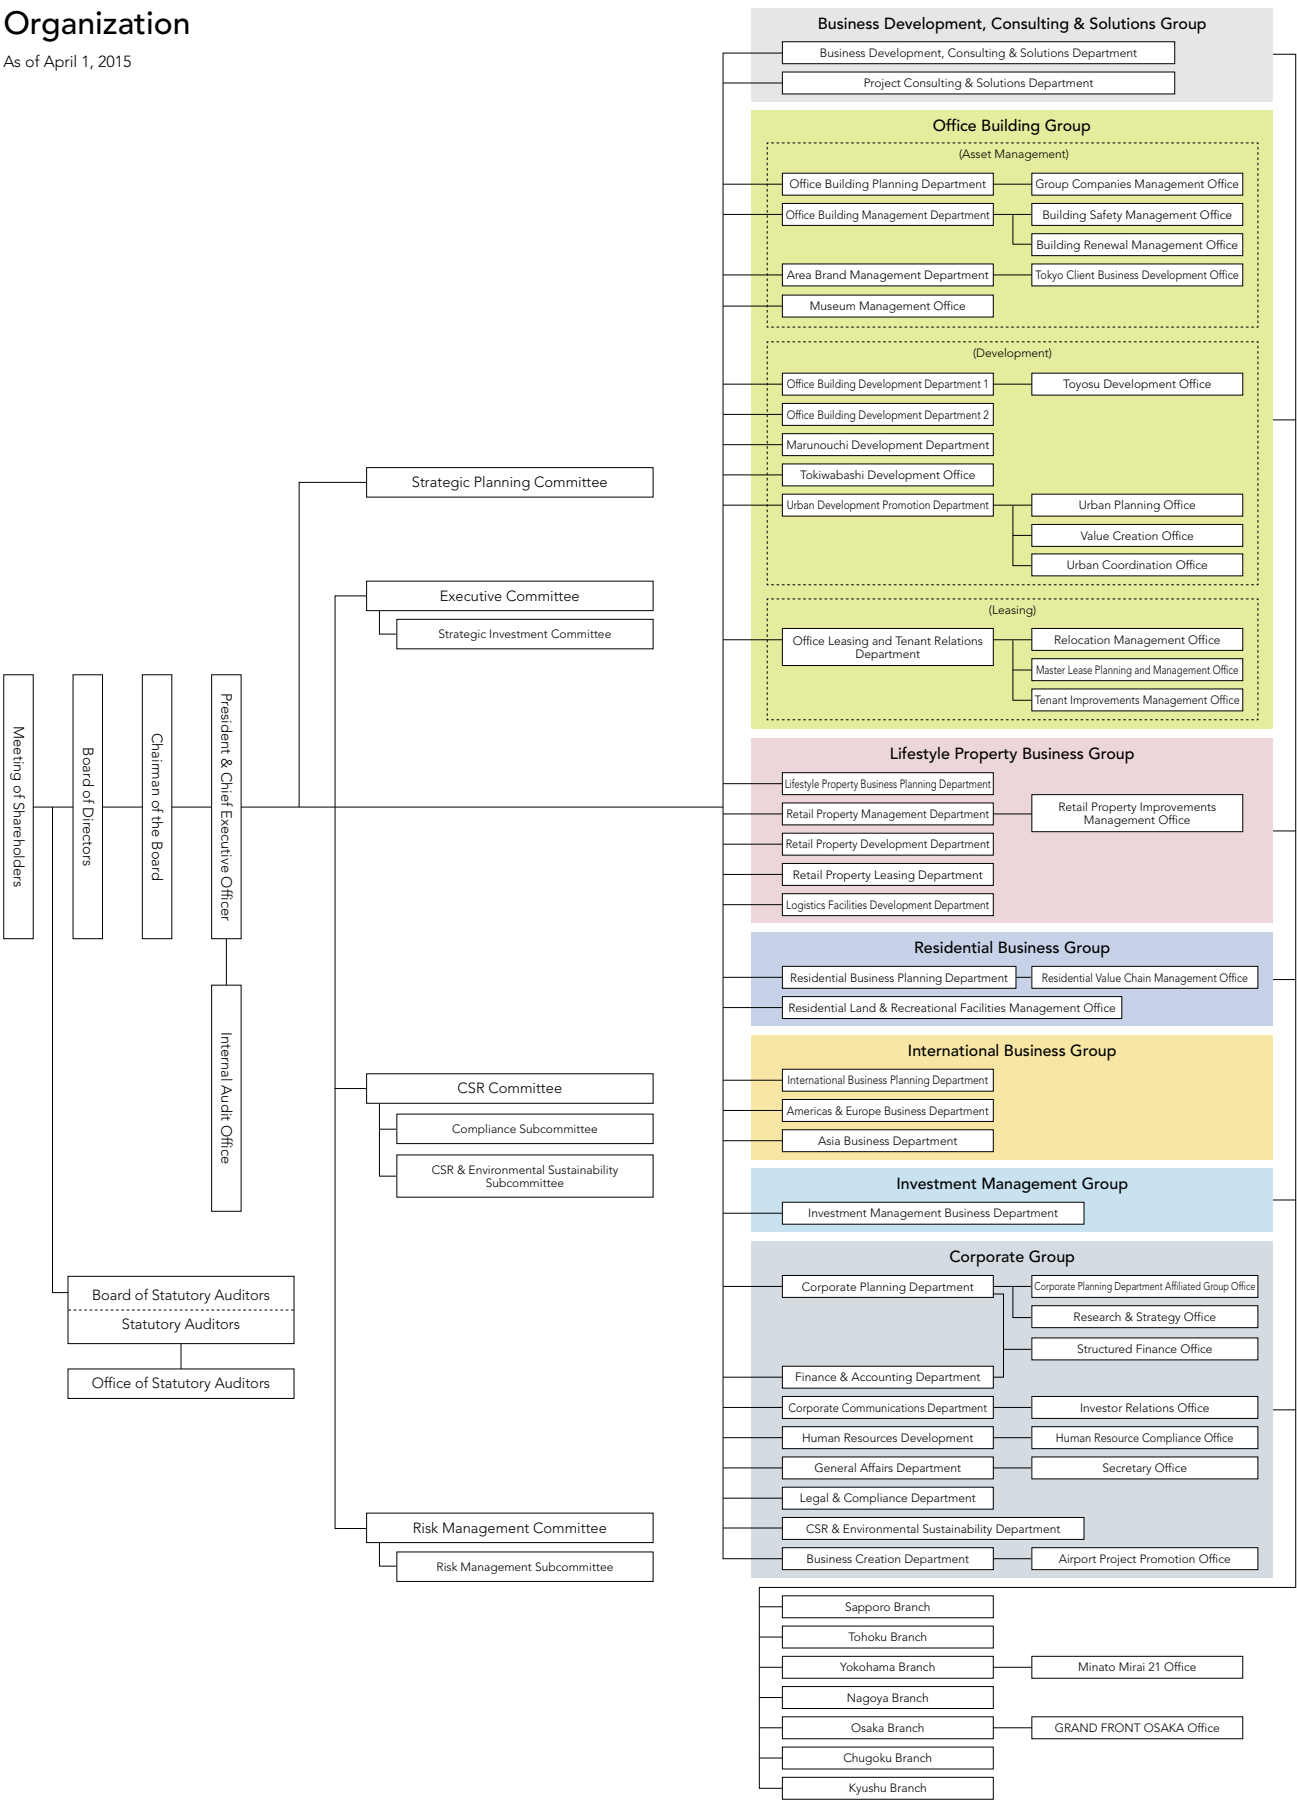 Organization
As of April 1, 2015
Meeting of Shareholders
Board of Directors
Chairman of the Board
President & Chief Executive Officer
Internal Audit Office
Board of Statutory Auditors
Statutory Auditors
Office of Statutory Auditors
Strategic Planning Committee
Executive Committee
Strategic Investment Committee
CSR Committee
Compliance Subcommittee
CSR & Environmental Sustainability
Subcommittee
Risk Management Committee
Risk Management Subcommittee
Business Development, Consulting & Solutions Group
Business Development, Consulting & Solutions Department
Project Consulting & Solutions Department
Office Building Group
(Asset Management)
Office Building Planning Department
Group Companies Management Office
Office Building Management Department
Building Safety Management Office
Building Renewal Management Office
Area Brand Management Department
Tokyo Client Business Development Office
Museum Management Office
(Development)
Office Building Development Department 1
Toyosu Development Office
Office Building Development Department 2
Marunouchi Development Department
Tokiwabashi Development Office
Urban Development Promotion Department
Urban Planning Office
Value Creation Office
Urban Coordination Office
(Leasing)
Office Leasing and Tenant Relations
Department
Relocation Management Office
Master Lease Planning and Management Office
Tenant Improvements Management Office
Lifestyle Property Business Group
Lifestyle Property Business Planning Department
Retail Property Management Department
Retail Property Improvements
Management Office
Retail Property Development Department
Retail Property Leasing Department
Logistics Facilities Development Department
Residential Business Group
Residential Business Planning Department
Residential Value Chain Management Office
Residential Land & Recreational Facilities Management Office
International Business Group
International Business Planning Department
Americas & Europe Business Department
Asia Business Department
Investment Management Group
Investment Management Business Department
Corporate Group
Corporate Planning Department
Corporate Planning Department Affiliated Group Office
Research & Strategy Office
Structured Finance Office
Finance & Accounting Department
Corporate Communications Department
Investor Relations Office
Human Resources Development
Human Resource Compliance Office
General Affairs Department
Secretary Office
Legal & Compliance Department
CSR & Environmental Sustainability Department
Business Creation Department
Airport Project Promotion Office
Sapporo Branch
Tohoku Branch
Yokohama Branch
Minato Mirai 21 Office
Nagoya Branch
Osaka Branch
GRAND FRONT OSAKA Office
Chugoku Branch
Kyushu Branch